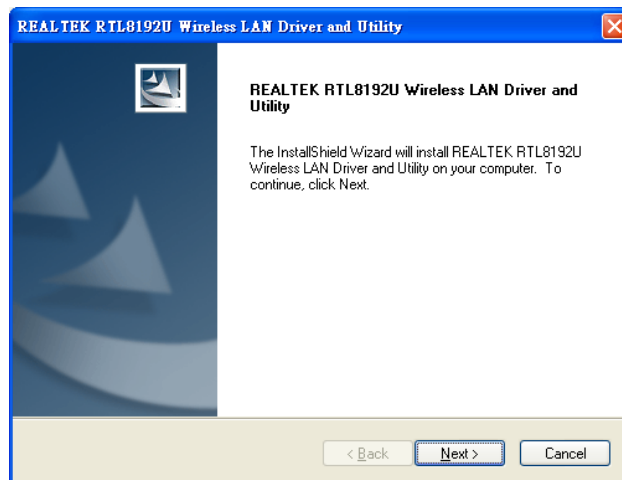 REALTEK RTL8192U Wireless LAN Driver and Utility
REALTEK RTL8192U Wireless LAN Driver and
Utility
The InstallShield Wizard will install REALTEK RTL8192U
Wireless LAN Driver and Utility on your computer. To
continue, click Next.
< Back
Next >
Cancel